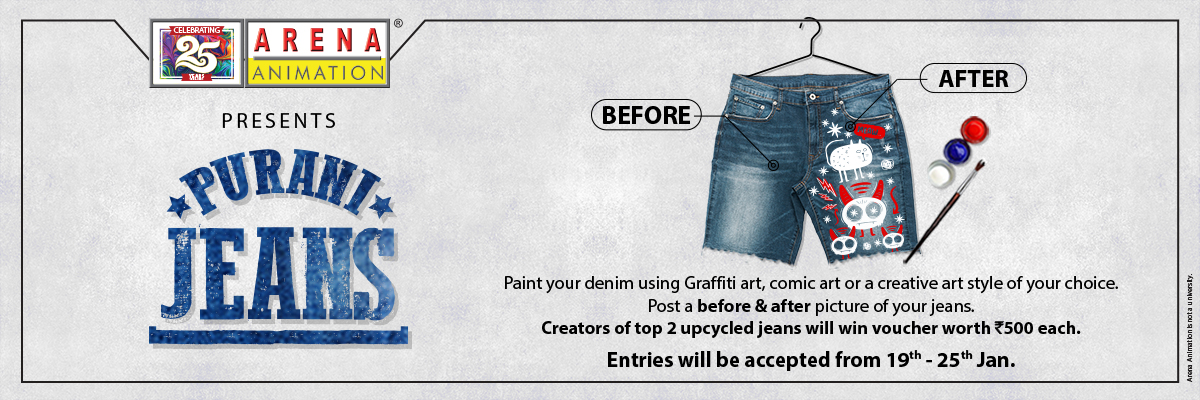 CELEBRATING
25
YEARS
ARENA
ANIMATION
®
PRESENTS
PURANI
JEANS
BEFORE
AFTER
Paint your denim using Graffiti art, comic art or a creative art style of your choice.
Post a before & after picture of your jeans.
Creators of top 2 upcycled jeans will win voucher worth ₹500 each.
Entries will be accepted from 19th - 25th Jan.
Arena Animation is not a university.